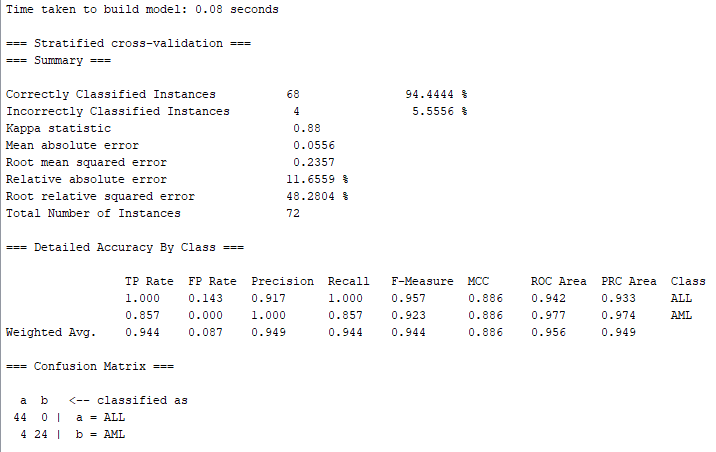 Time taken to build model: 0.08 seconds
=== Stratified cross-validation ===
=== Summary ===
Correctly Classified Instances 68 94.4444 %
Incorrectly Classified Instances 4 5.5556 %
Kappa statistic 0.88
Mean absolute error 0.0556
Root mean squared error 0.2357
Relative absolute error 11.6559 %
Root relative squared error 48.2804 %
Total Number of Instances 72
=== Detailed Accuracy By Class ===
TP Rate FP Rate Precision Recall F-Measure MCC ROC Area PRC Area Class
1.000 0.143 0.917 1.000 0.957 0.886 0.942 0.933 ALL
0.857 0.000 1.000 0.857 0.923 0.886 0.977 0.974 AML
Weighted Avg. 0.944 0.087 0.949 0.944 0.944 0.886 0.956 0.949
=== Confusion Matrix ===
a b <-- classified as
44 0 | a = ALL
4 24 | b = AML